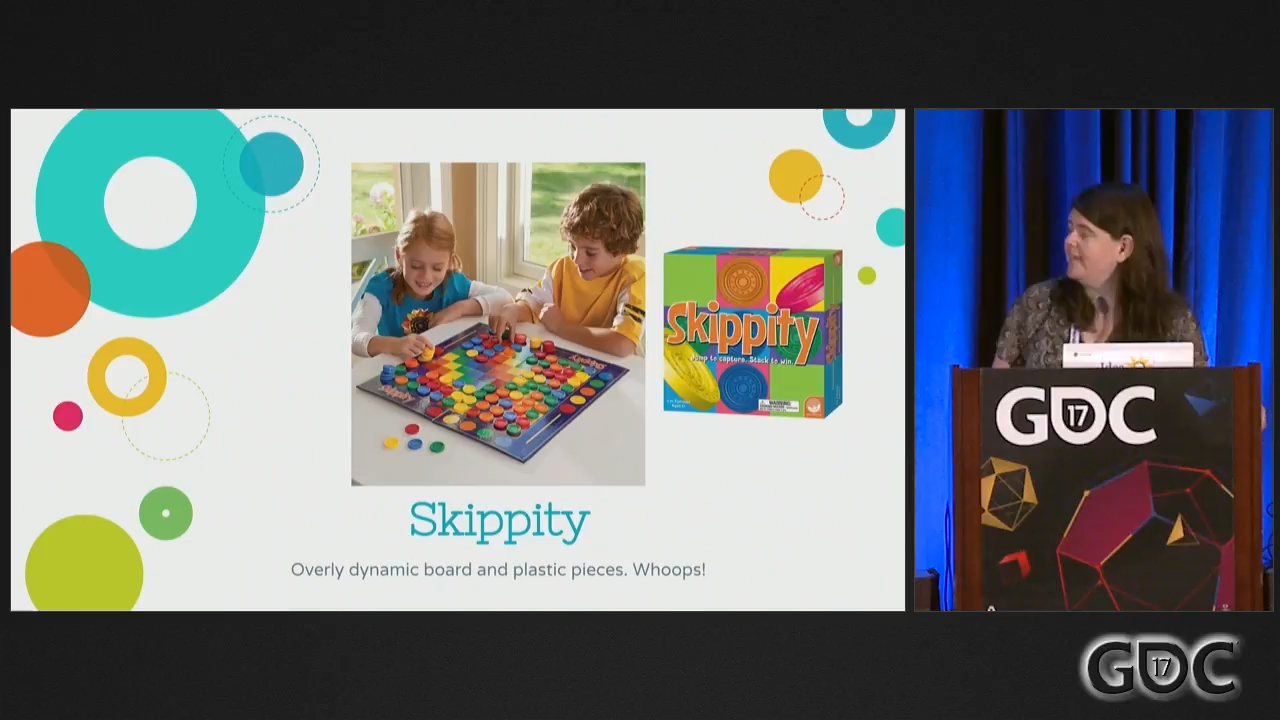 Skippity
Jump to capture. Stack to win.
WARNING:
Skippity
Overly dynamic board and plastic pieces. Whoops!
GDC
17
GDC
17